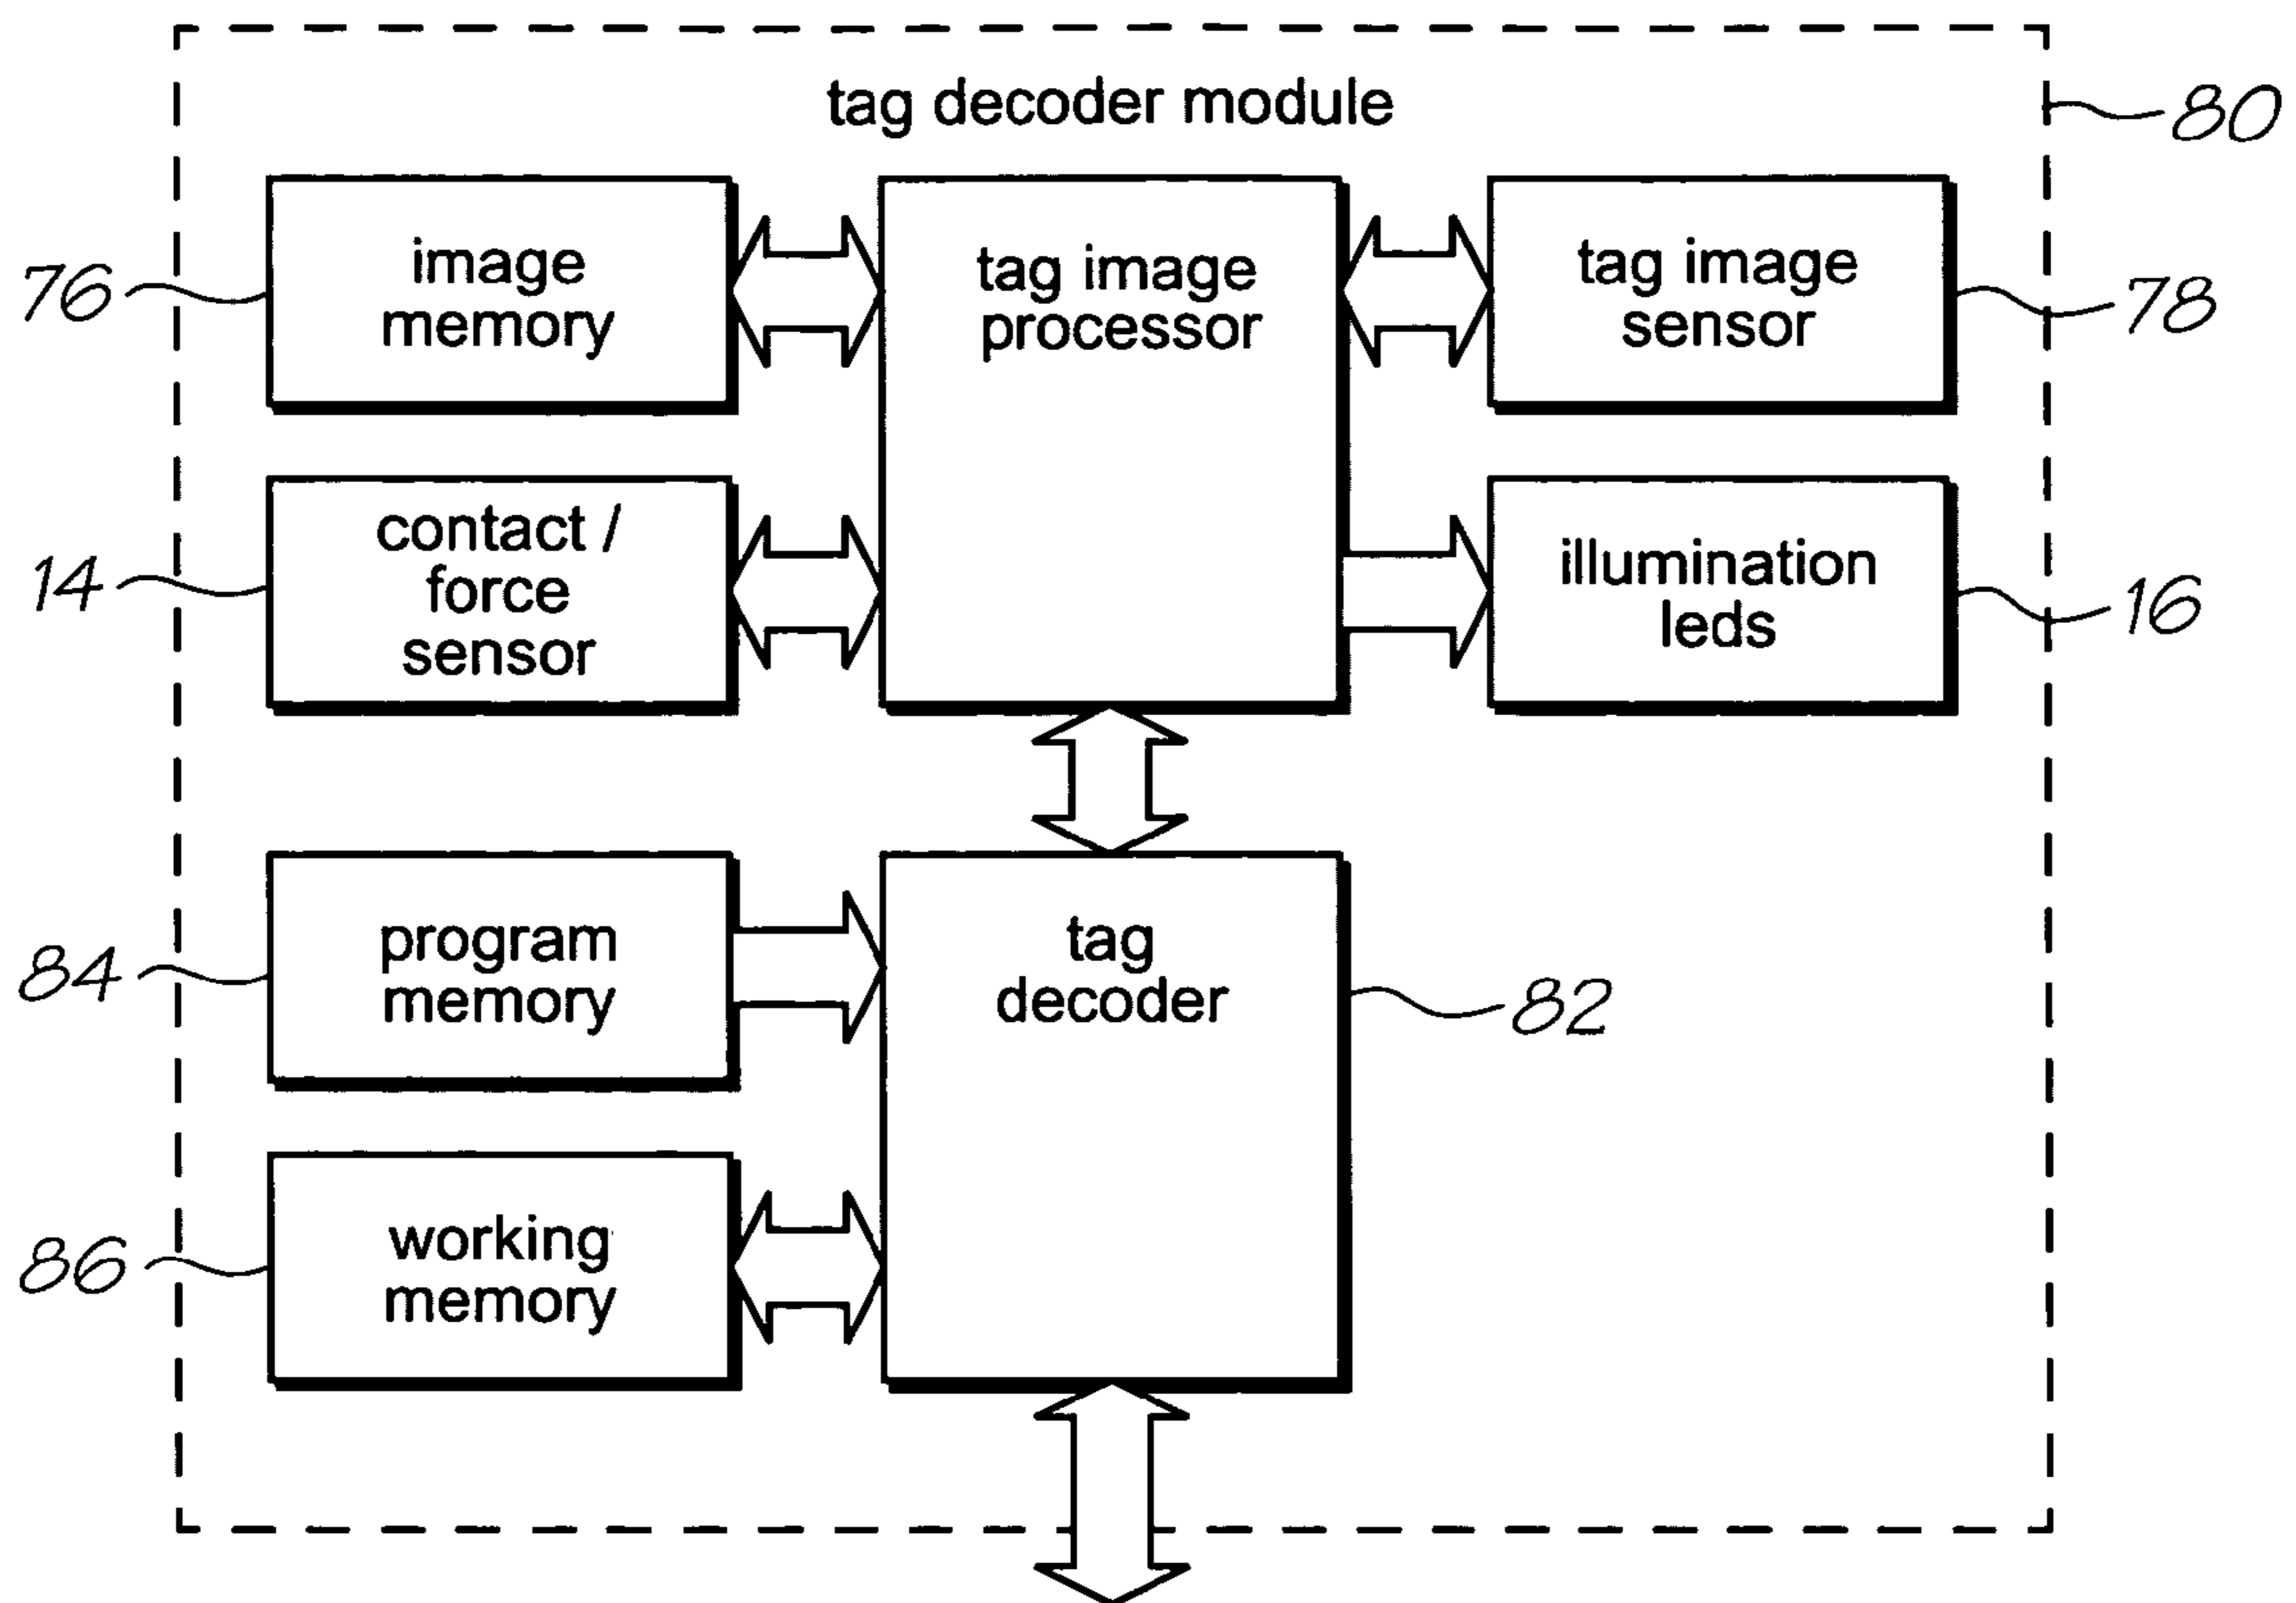 tag decoder module
80
image
memory
76
tag image
processor
tag image
sensor
78
contact /
force
sensor
14
illumination
leds
16
program
memory
84
tag
decoder
82
working
memory
86